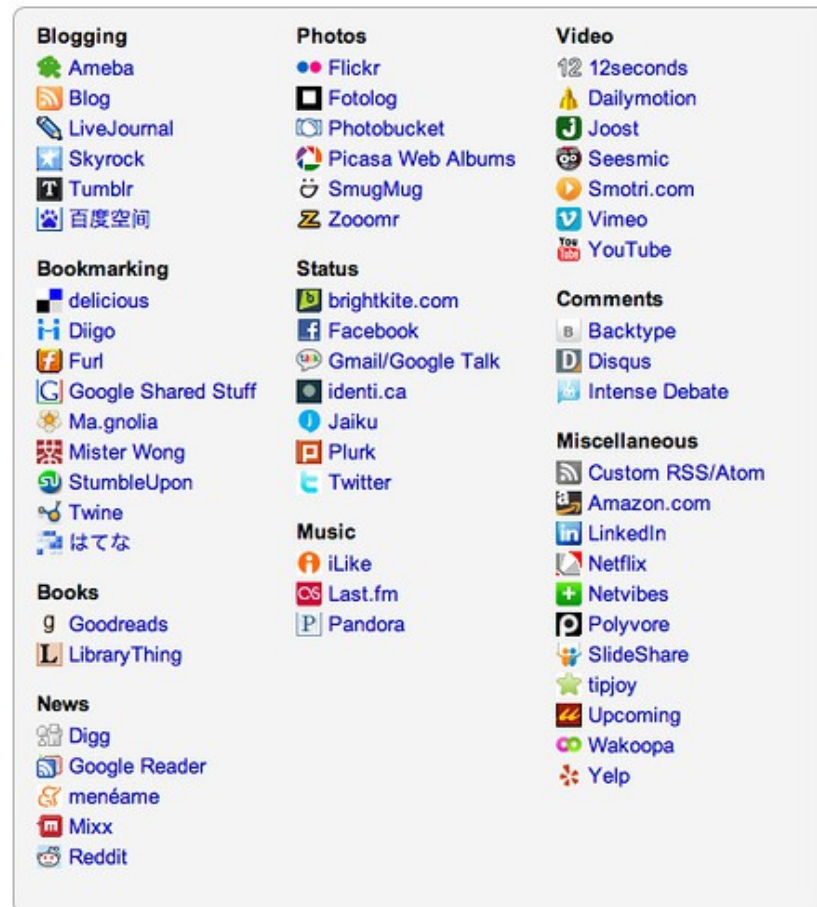 Blogging
Ameba
Blog
LiveJournal
Skyrock
Tumblr
百度空间
Bookmarking
delicious
Diigo
Furl
Google Shared Stuff
Ma.gnolia
Mister Wong
StumbleUpon
Twine
はてな
Books
Goodreads
LibraryThing
News
Digg
Google Reader
menéame
Mixx
Reddit
Photos
Flickr
Fotolog
Photobucket
Picasa Web Albums
SmugMug
Zooomr
Status
brightkite.com
Facebook
Gmail/Google Talk
identi.ca
Jaiku
Plurk
Twitter
Music
iLike
Last.fm
Pandora
Video
12seconds
Dailymotion
Joost
Seesmic
Smotri.com
Vimeo
YouTube
Comments
Backtype
Disqus
Intense Debate
Miscellaneous
Custom RSS/Atom
Amazon.com
LinkedIn
Netflix
Netvibes
Polyvore
SlideShare
tipjoy
Upcoming
Wakoopa
Yelp